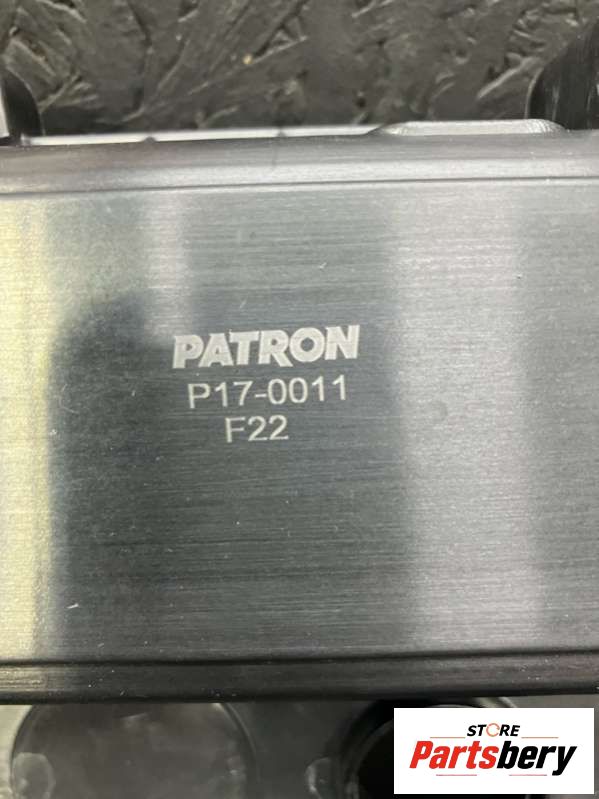 PATRON
P17-0011
F22
STORE
Partsbery